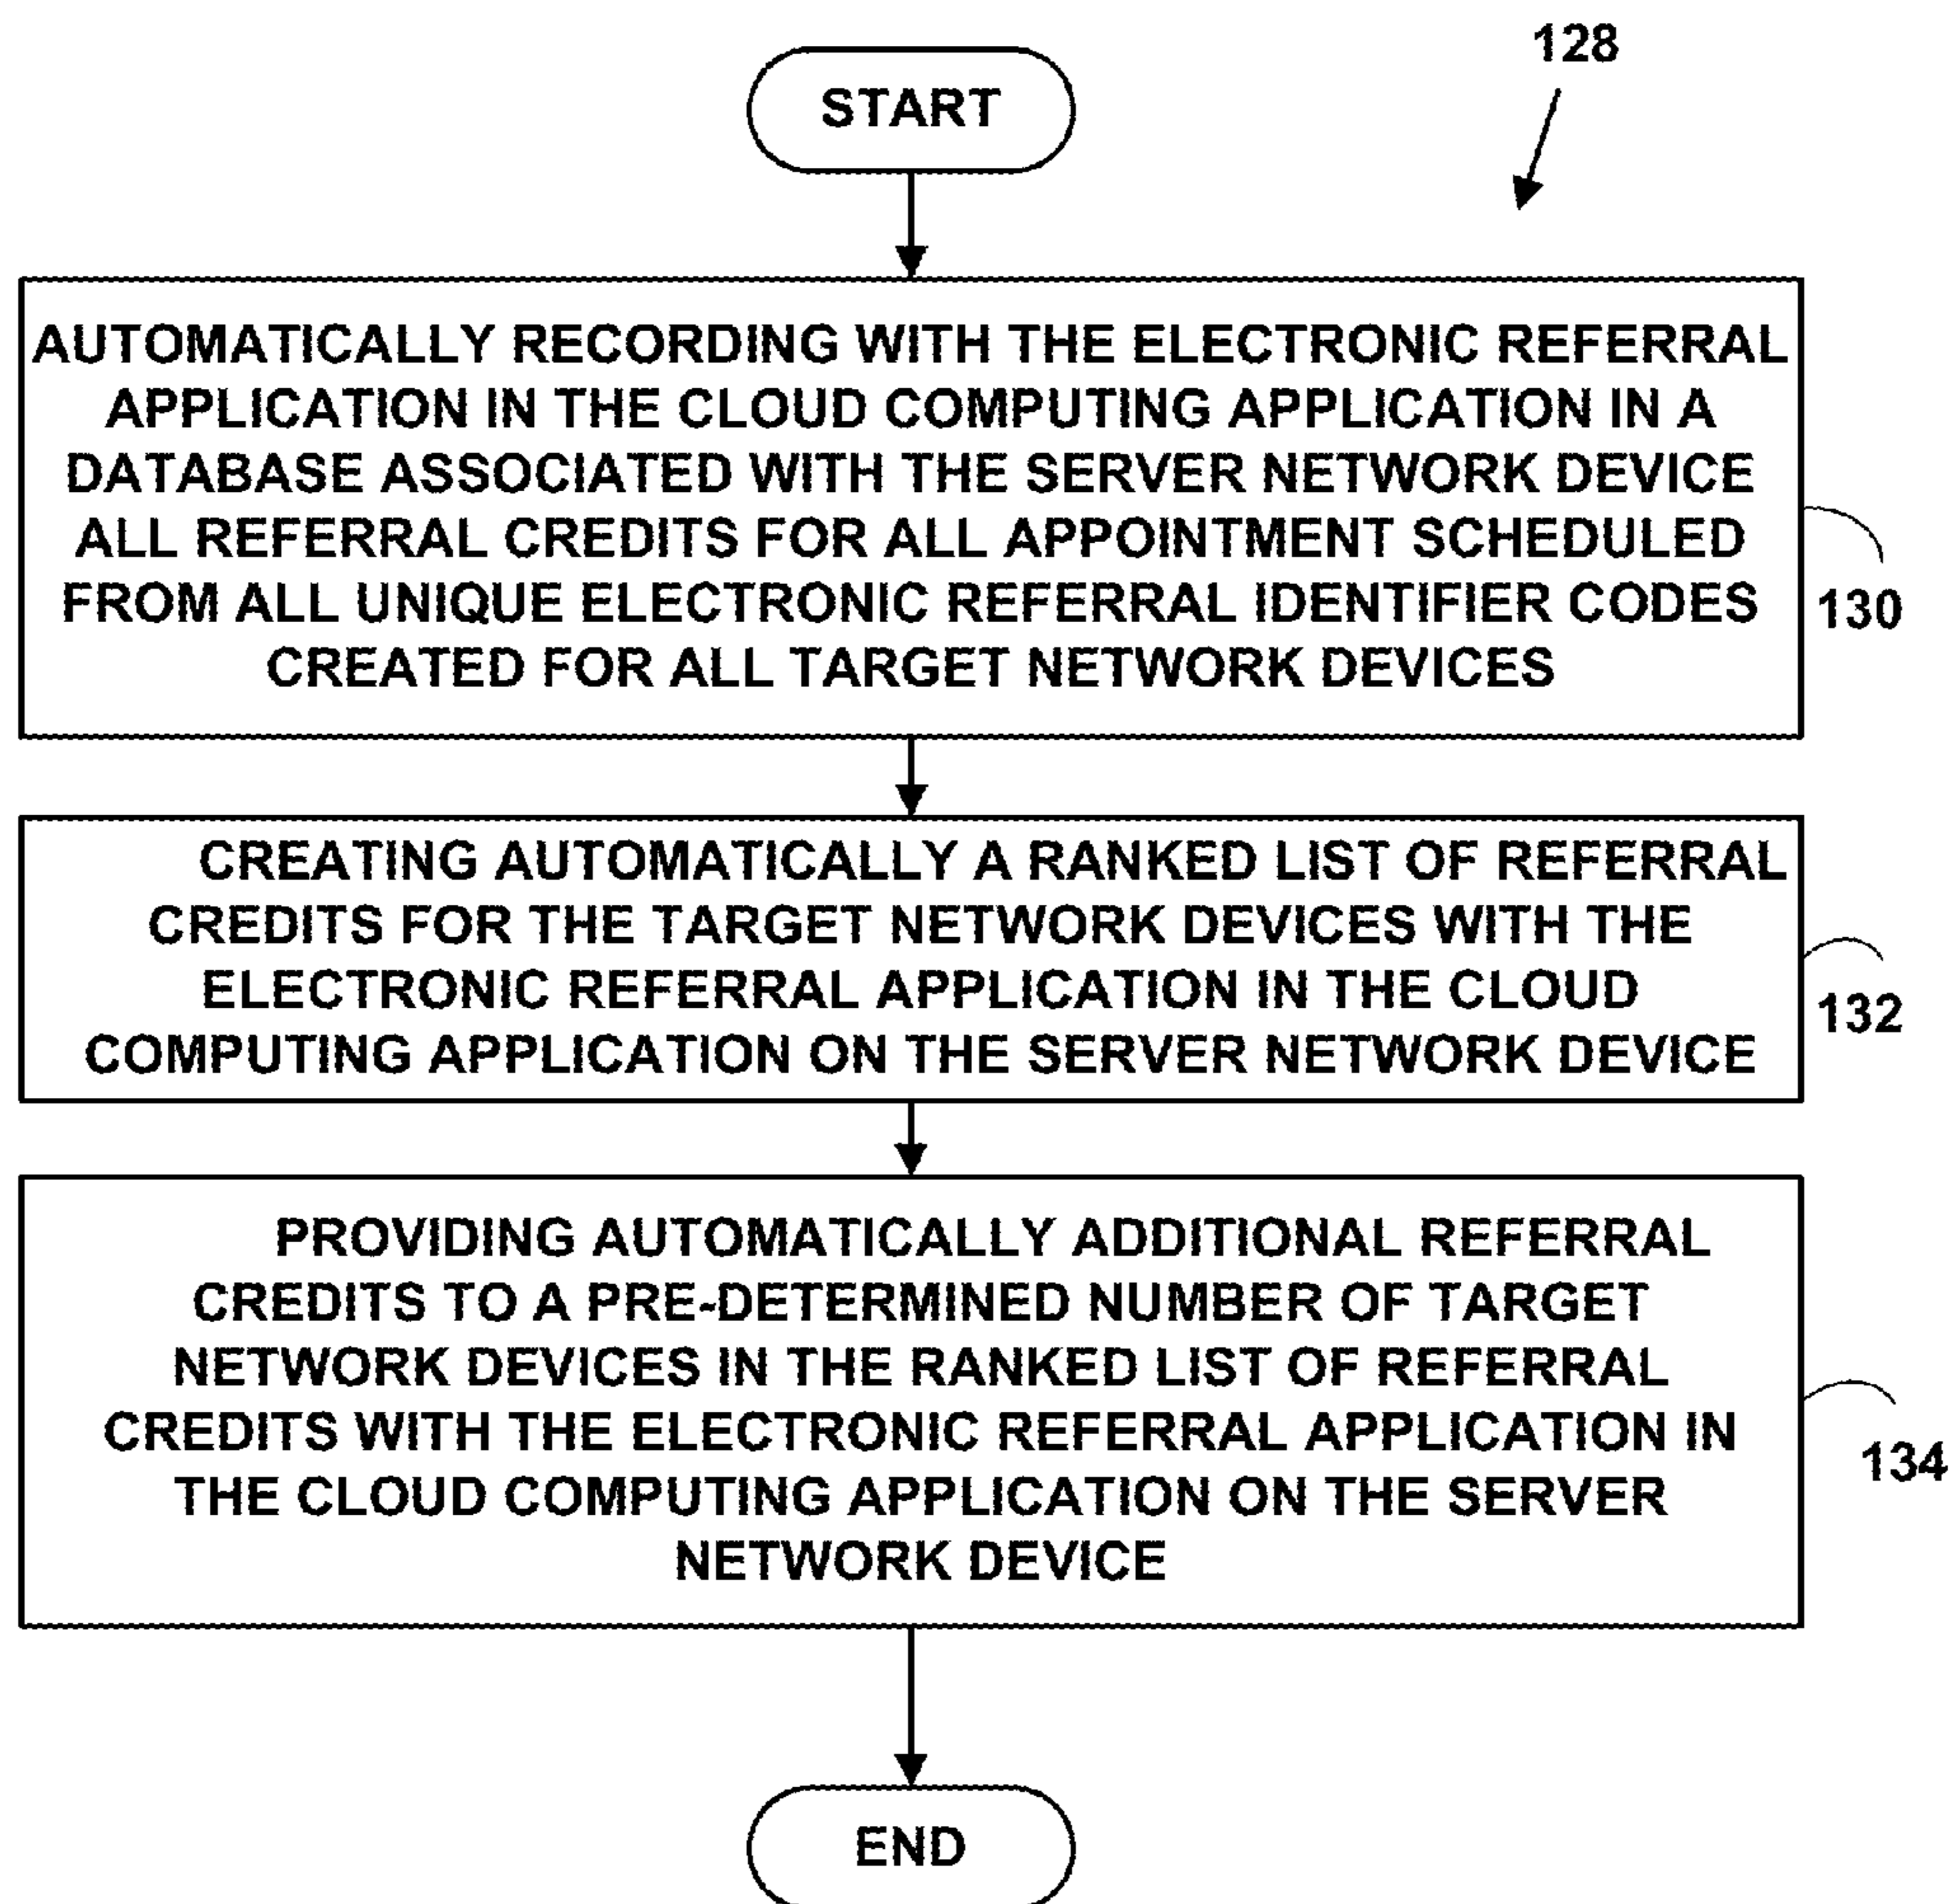 128
START
AUTOMATICALLY RECORDING WITH THE ELECTRONIC REFERRAL
APPLICATION IN THE CLOUD COMPUTING APPLICATION IN A
DATABASE ASSOCIATED WITH THE SERVER NETWORK DEVICE
ALL REFERRAL CREDITS FOR ALL APPOINTMENT SCHEDULED
FROM ALL UNIQUE ELECTRONIC REFERRAL IDENTIFIER CODES
CREATED FOR ALL TARGET NETWORK DEVICES
130
CREATING AUTOMATICALLY A RANKED LIST OF REFERRAL
CREDITS FOR THE TARGET NETWORK DEVICES WITH THE
ELECTRONIC REFERRAL APPLICATION IN THE CLOUD
COMPUTING APPLICATION ON THE SERVER NETWORK DEVICE
132
PROVIDING AUTOMATICALLY ADDITIONAL REFERRAL
CREDITS TO A PRE-DETERMINED NUMBER OF TARGET
NETWORK DEVICES IN THE RANKED LIST OF REFERRAL
CREDITS WITH THE ELECTRONIC REFERRAL APPLICATION IN
THE CLOUD COMPUTING APPLICATION ON THE SERVER
NETWORK DEVICE
134
END